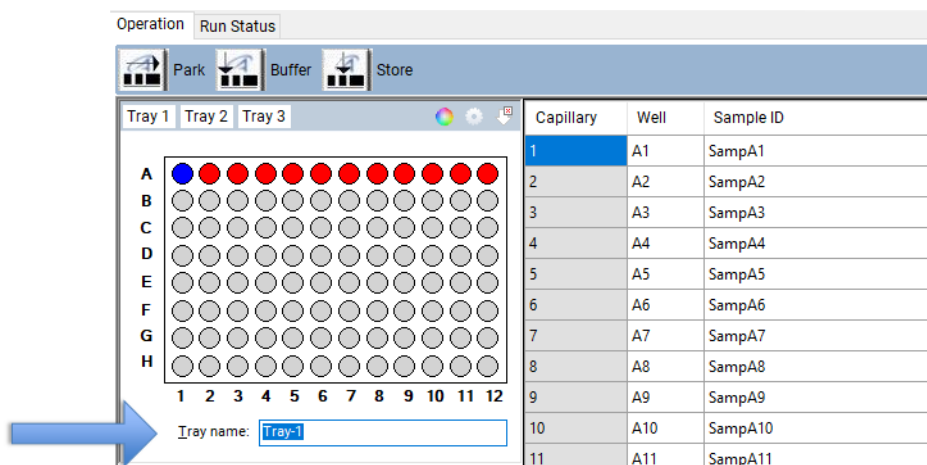 Operation Run Status
Park Buffer Store
Tray 1 Tray 2 Tray 3
A
B
C
D
E
F
G
H
1 2 3 4 5 6 7 8 9 10 11 12
Tray name: Tray-1
Capillary Well Sample ID
1 A1 SampA1
2 A2 SampA2
3 A3 SampA3
4 A4 SampA4
5 A5 SampA5
6 A6 SampA6
7 A7 SampA7
8 A8 SampA8
9 A9 SampA9
10 A10 SampA10
11 A11 SampA11